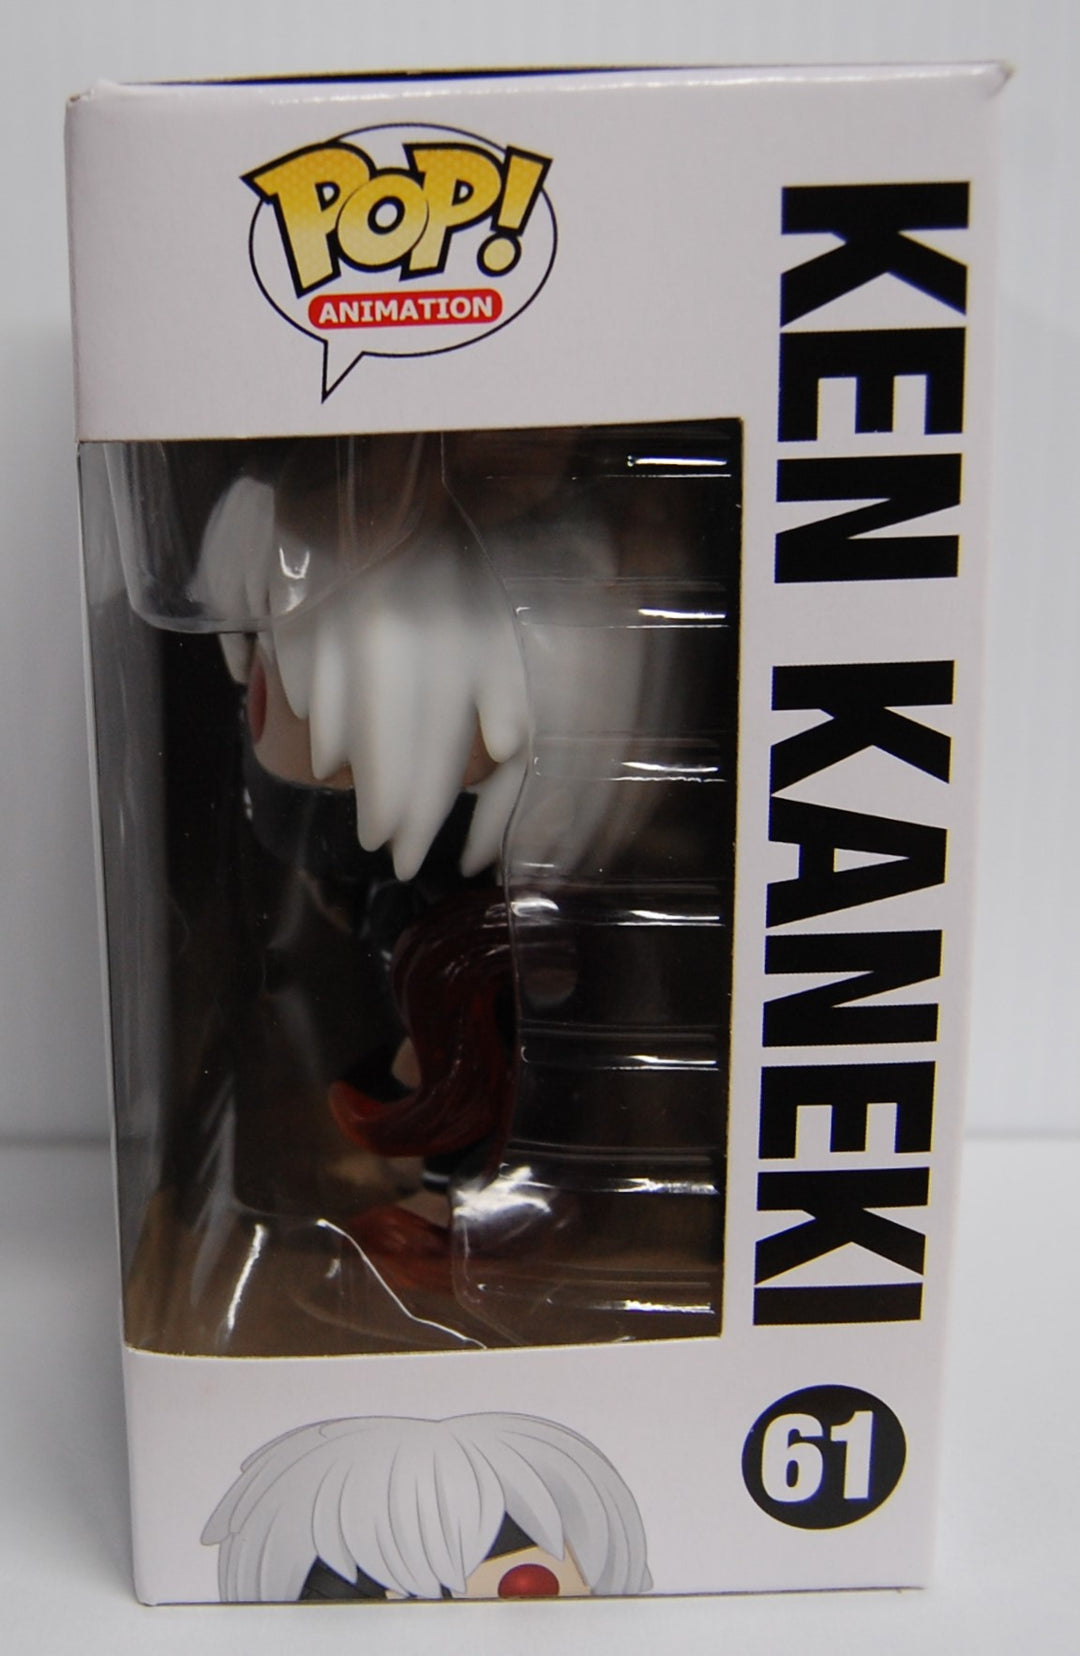 POP!
ANIMATION
KEN KANEKI
61